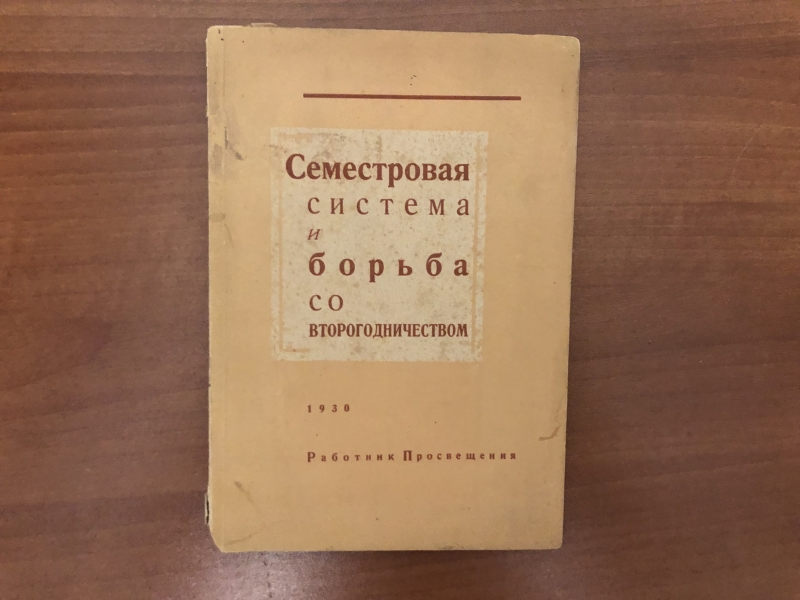 Семестровая
система
и
борьба
со
второгодничеством
1930
Работник Просвещения